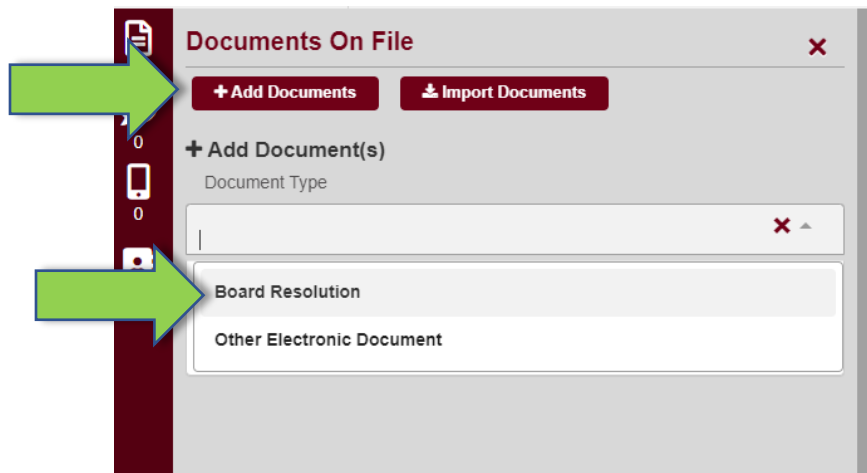 Documents On File
+ Add Documents
Import Documents
0
+ Add Document(s)
Document Type
0
Board Resolution
Other Electronic Document